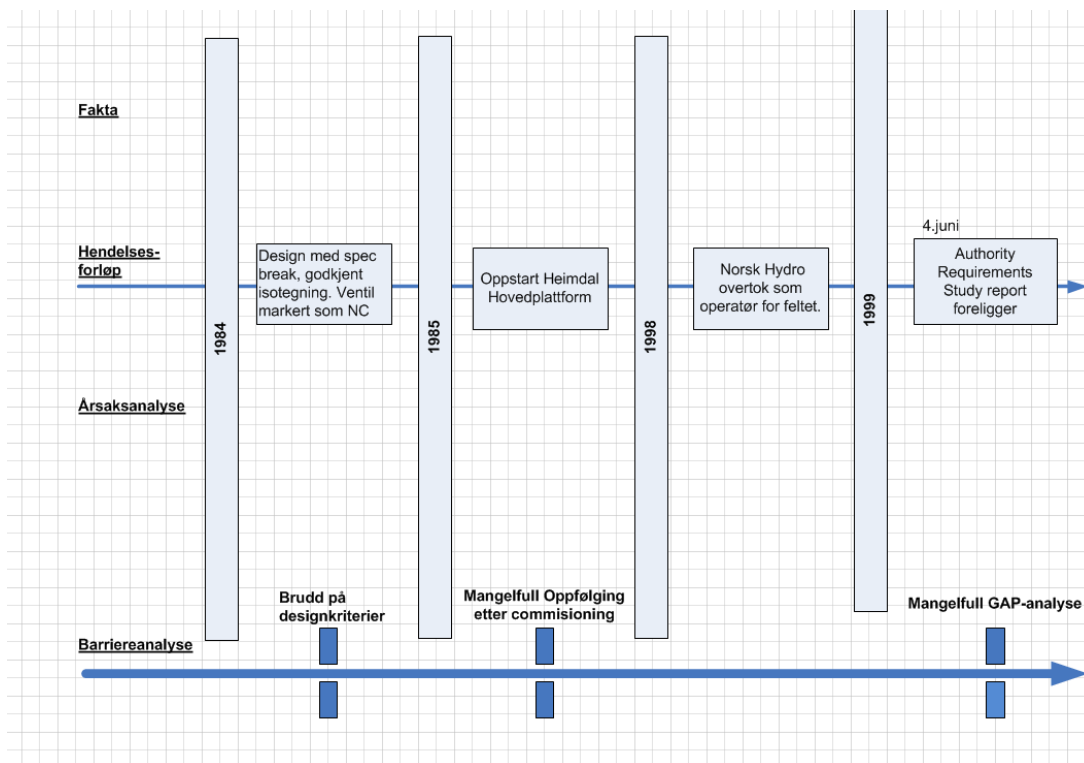 Fakta
Hendelses-
forløp
Årsaksanalyse
Barriereanalyse
1984
Design med spec
break, godkjent
isotegning. Ventil
markert som NC
1985
Oppstart Heimdal
Hovedplattform
1998
Norsk Hydro
overtok som
operatør for feltet.
1999
4.juni
Authority
Requirements
Study report
foreligger
Brudd på
designkriterier
Mangelfull Oppfølging
etter commisioning
Mangelfull GAP-analyse